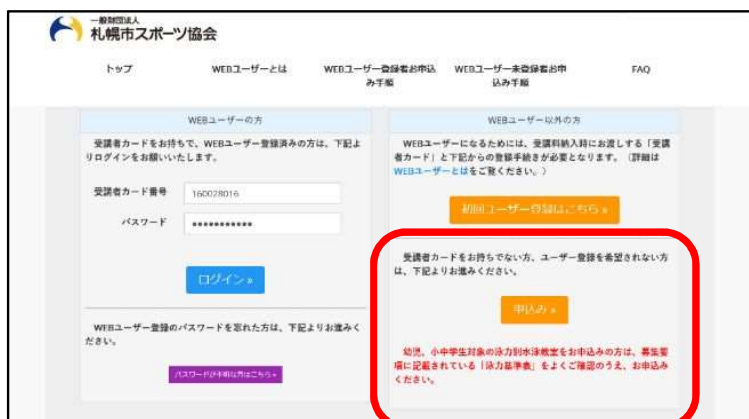 一般財団法人
札幌市スポーツ協会
トップ
WEBユーザーとは
WEBユーザー登録者お申込
み手順
WEBユーザー未登録者お申
込み手順
FAQ
WEBユーザーの方
受講者カードをお持ちで、WEBユーザー登録済みの方は、下記よ
りログインをお願いいたします。
受講者カード番号
160028016
パスワード
***********
ログイン »
WEBユーザー登録のパスワードを忘れた方は、下記よりお進みく
ださい。
パスワードが不明な方はこちら »
WEBユーザー以外の方
WEBユーザーになるためには、受講料納入時にお渡しする「受講
者カード」と下記からの登録手続きが必要となります。（詳細は
WEBユーザーとはをご覧ください。）
初回ユーザー登録はこちら »
受講者カードをお持ちでない方、ユーザー登録を希望されない方
は、下記よりお進みください。
申込み »
幼児、小中学生対象の泳力別水泳教室をお申込みの方は、募集要
項に記載されている「泳力基準表」をよくご確認のうえ、お申込み
ください。